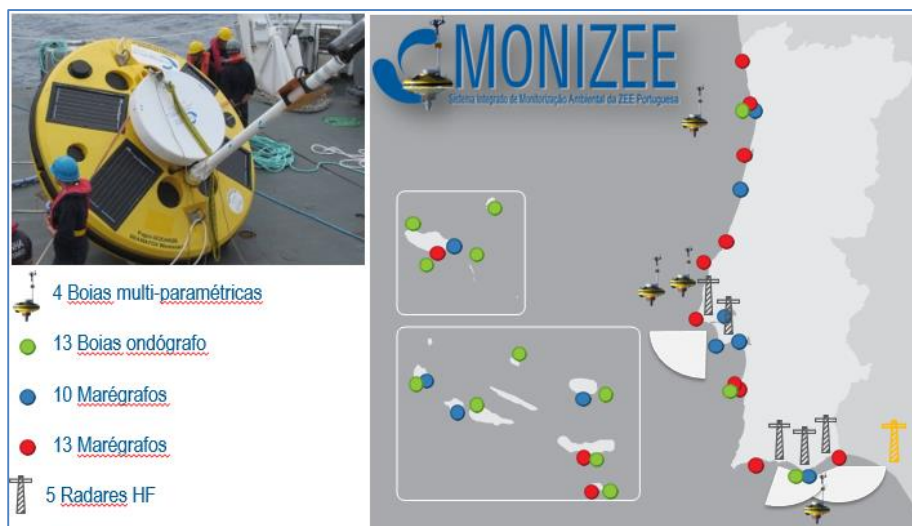 MONIZEE
Sistema Integrado de Monitorização Ambiental da ZEE Portuguesa
4 Boias multi-paramétricas
13 Boias ondógrafo
10 Marégrafos
13 Marégrafos
5 Radares HF